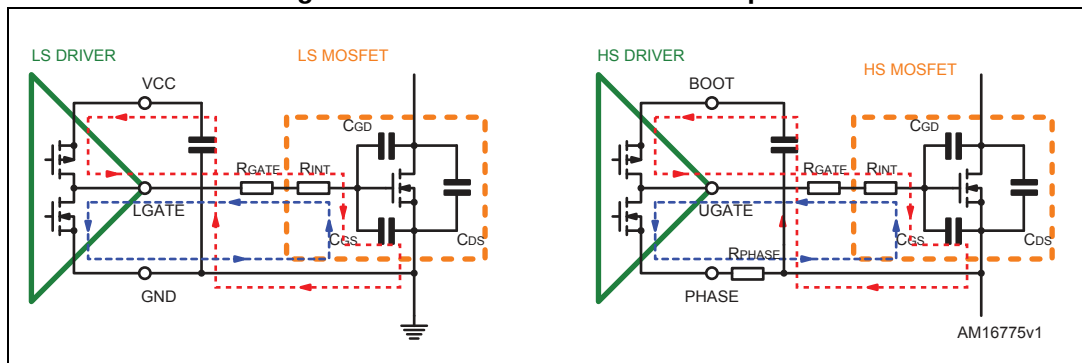 LS DRIVER
LS MOSFET
VCC
CGD
RGATE
RINT
LGATE
CGS
CDS
GND
HS DRIVER
HS MOSFET
BOOT
CGD
RGATE
RINT
UGATE
CGS
CDS
RPHASE
PHASE
AM16775v1